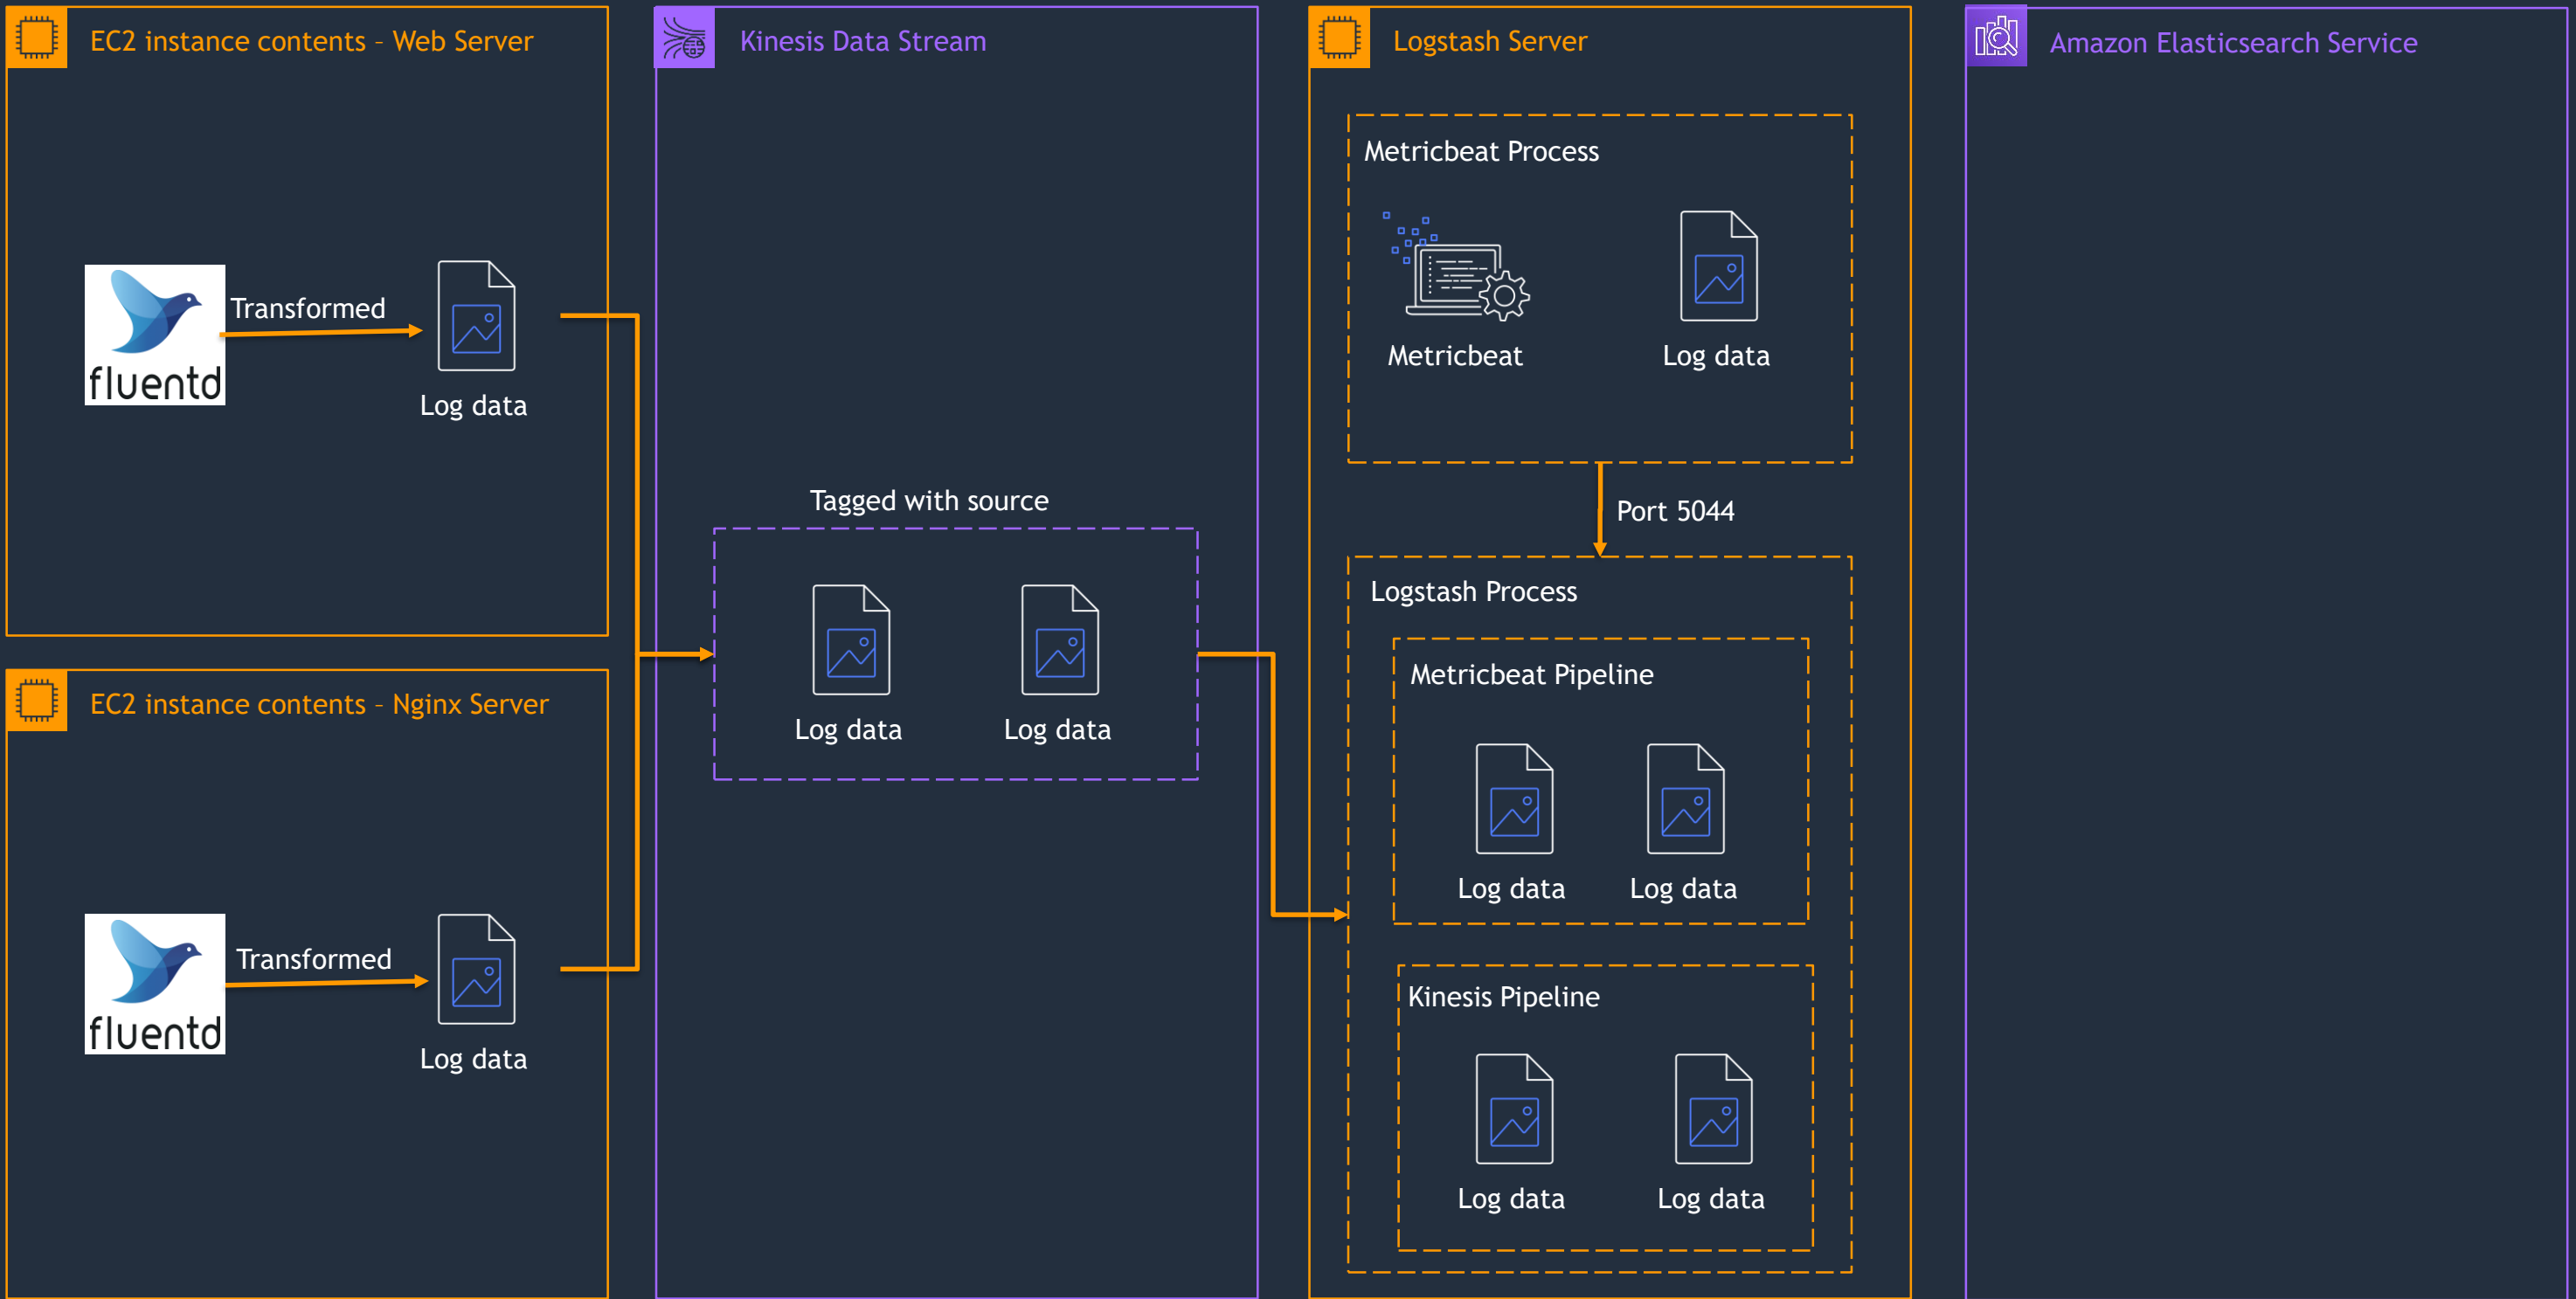 EC2 instance contents – Web Server
Transformed
fluentd
Log data
EC2 instance contents – Nginx Server
Transformed
fluentd
Log data
Kinesis Data Stream
Tagged with source
Log data
Log data
Logstash Server
Metricbeat Process
Metricbeat
Log data
Port 5044
Logstash Process
Metricbeat Pipeline
Log data
Log data
Kinesis Pipeline
Log data
Log data
Amazon Elasticsearch Service